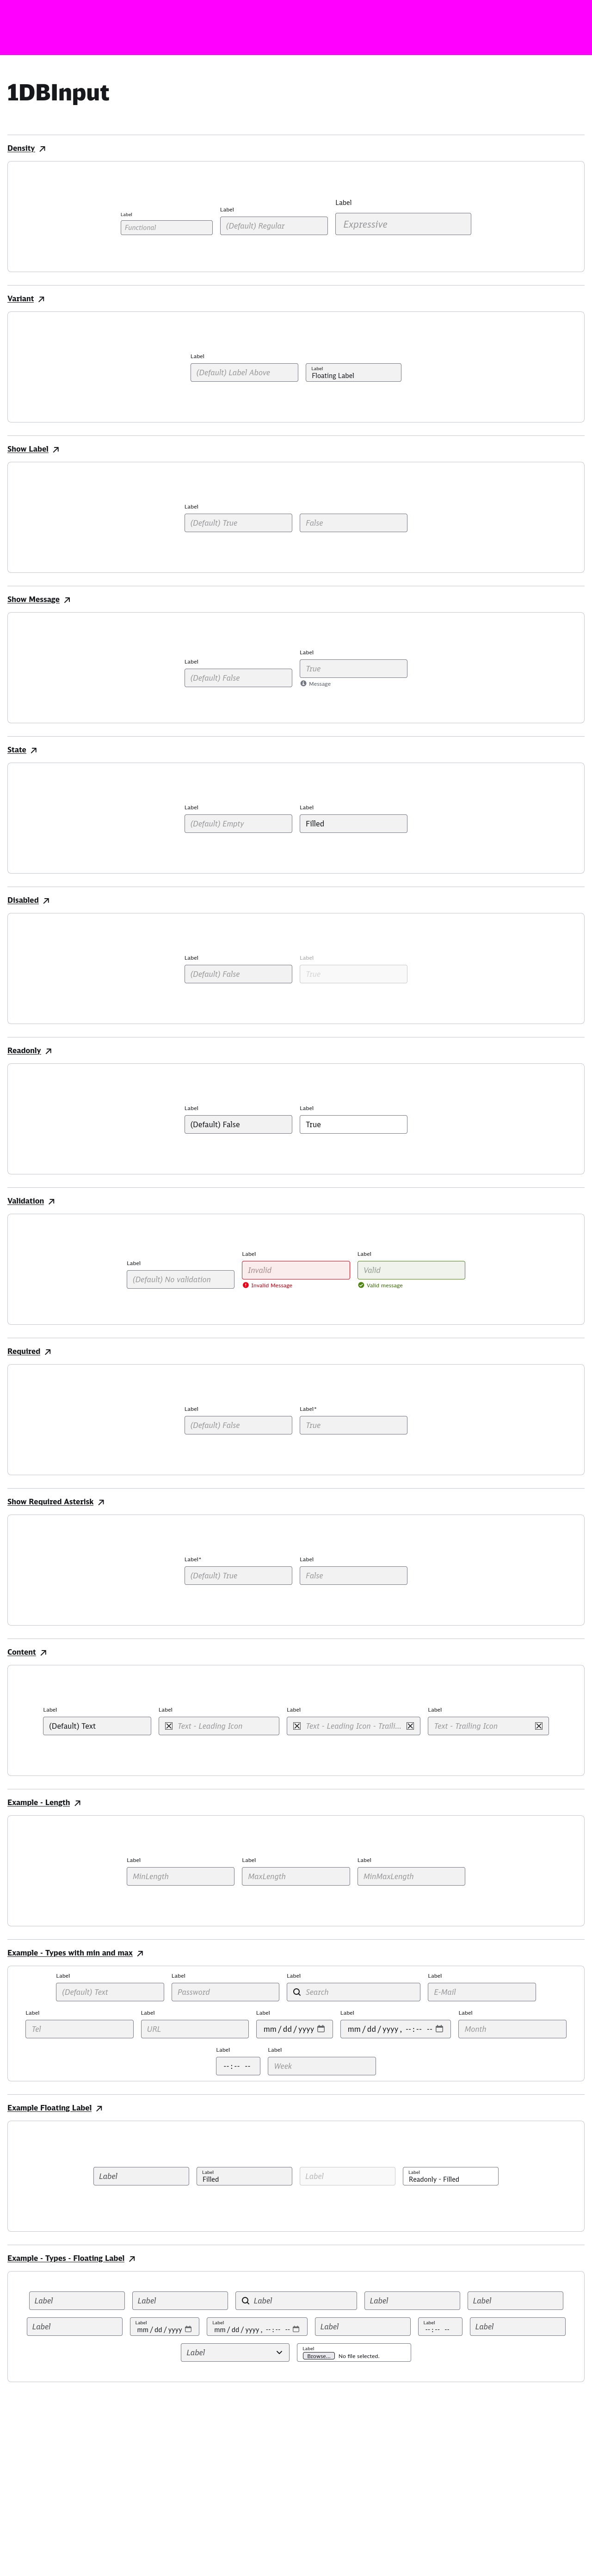 1DBInput
Density
Label Label Label
Functional (Default) Regular Expressive
Variant
Label Label
(Default) Label Above Floating Label
Show Label
Label
(Default) True False
Show Message
Label Label
(Default) False True
Message
State
Label Label
(Default) Empty Filled
Disabled
Label Label
(Default) False True
Readonly
Label Label
(Default) False True
Validation
Label Label Label
(Default) No validation Invalid Valid
Invalid Message Valid message
Required
Label Label*
(Default) False True
Show Required Asterisk
Label* Label
(Default) True False
Content
Label Label Label Label
(Default) Text Text - Leading Icon Text - Leading Icon - Traili... Text - Trailing Icon
Example - Length
Label Label Label
MinLength MaxLength MinMaxLength
Example - Types with min and max
Label Label Label Label
(Default) Text Password Search E-Mail
Label Label Label Label Label
Tel URL mm/dd/yyyy mm/dd/yyyy, --:-- -- Month
Label Label
--:-- -- Week
Example Floating Label
Label Label Filled Label Label Readonly - Filled
Example - Types - Floating Label
Label Label Label Label Label
Label Label mm/dd/yyyy Label mm/dd/yyyy, --:-- -- Label Label --:-- -- Label
Label Label Browse... No file selected.